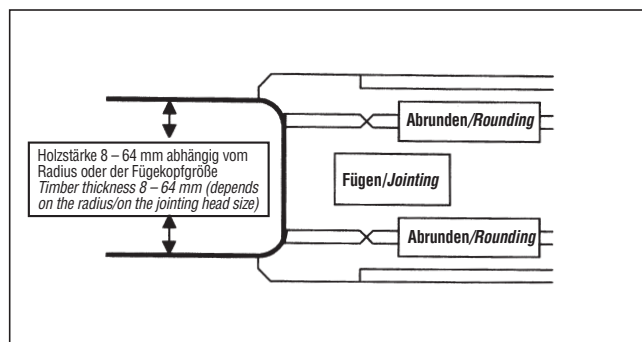 Abrunden/Rounding
Holzstärke 8 – 64 mm abhängig vom
Radius oder der Fügekopfgröße
Timber thickness 8 – 64 mm (depends
on the radius/on the jointing head size)
Fügen/Jointing
Abrunden/Rounding